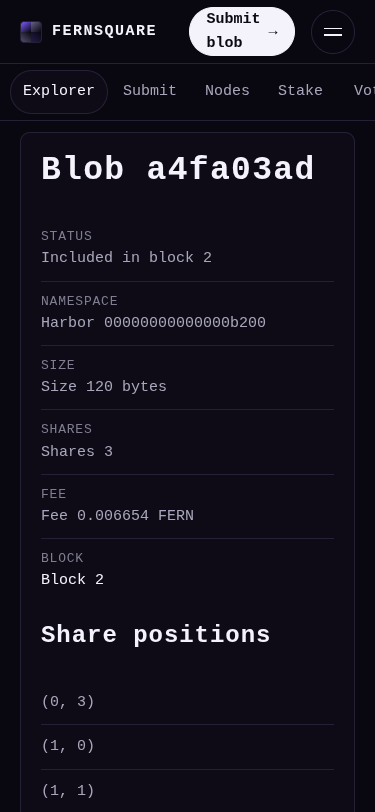 FERNSQUARE
Submit
blob →
Explorer Submit Nodes Stake
Blob a4fa03ad
STATUS
Included in block 2
NAMESPACE
Harbor 00000000000000b200
SIZE
Size 120 bytes
SHARES
Shares 3
FEE
Fee 0.006654 FERN
BLOCK
Block 2
Share positions
(0, 3)
(1, 0)
(1, 1)